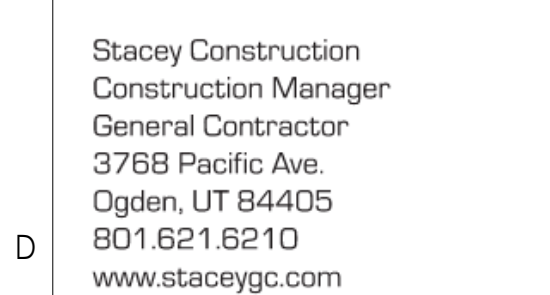 Stacey Construction
Construction Manager
General Contractor
3768 Pacific Ave.
Ogden, UT 84405
D
801.621.6210
www.staceygc.com